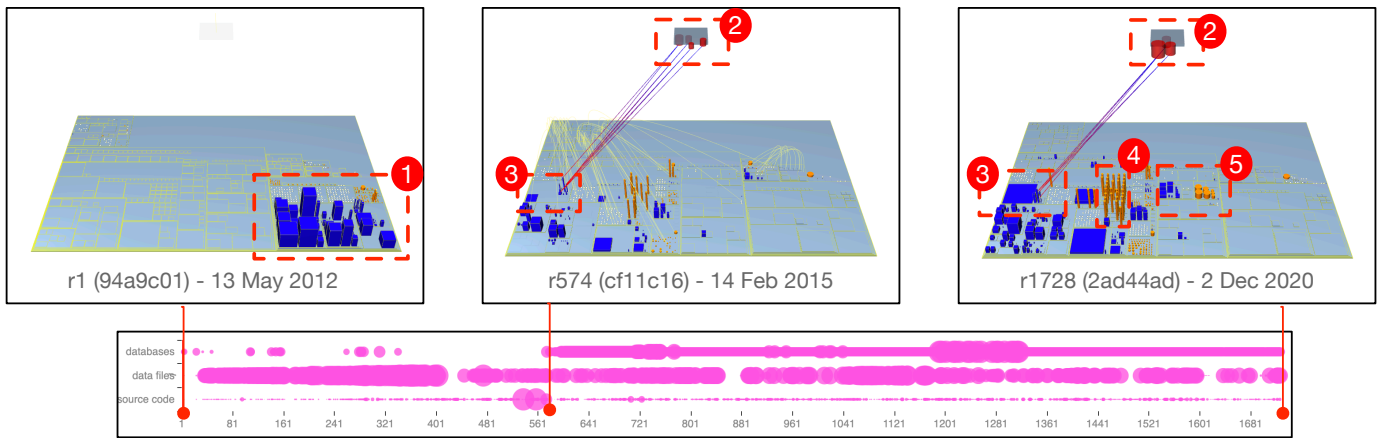 2
2
1
3
3
4
5
r1 (94a9c01) - 13 May 2012
r574 (cf11c16) - 14 Feb 2015
r1728 (2ad44ad) - 2 Dec 2020
databases
data files
source code
1 81 161 241 321 401 481 561 641 721 801 881 961 1041 1121 1201 1281 1361 1441 1521 1601 1681